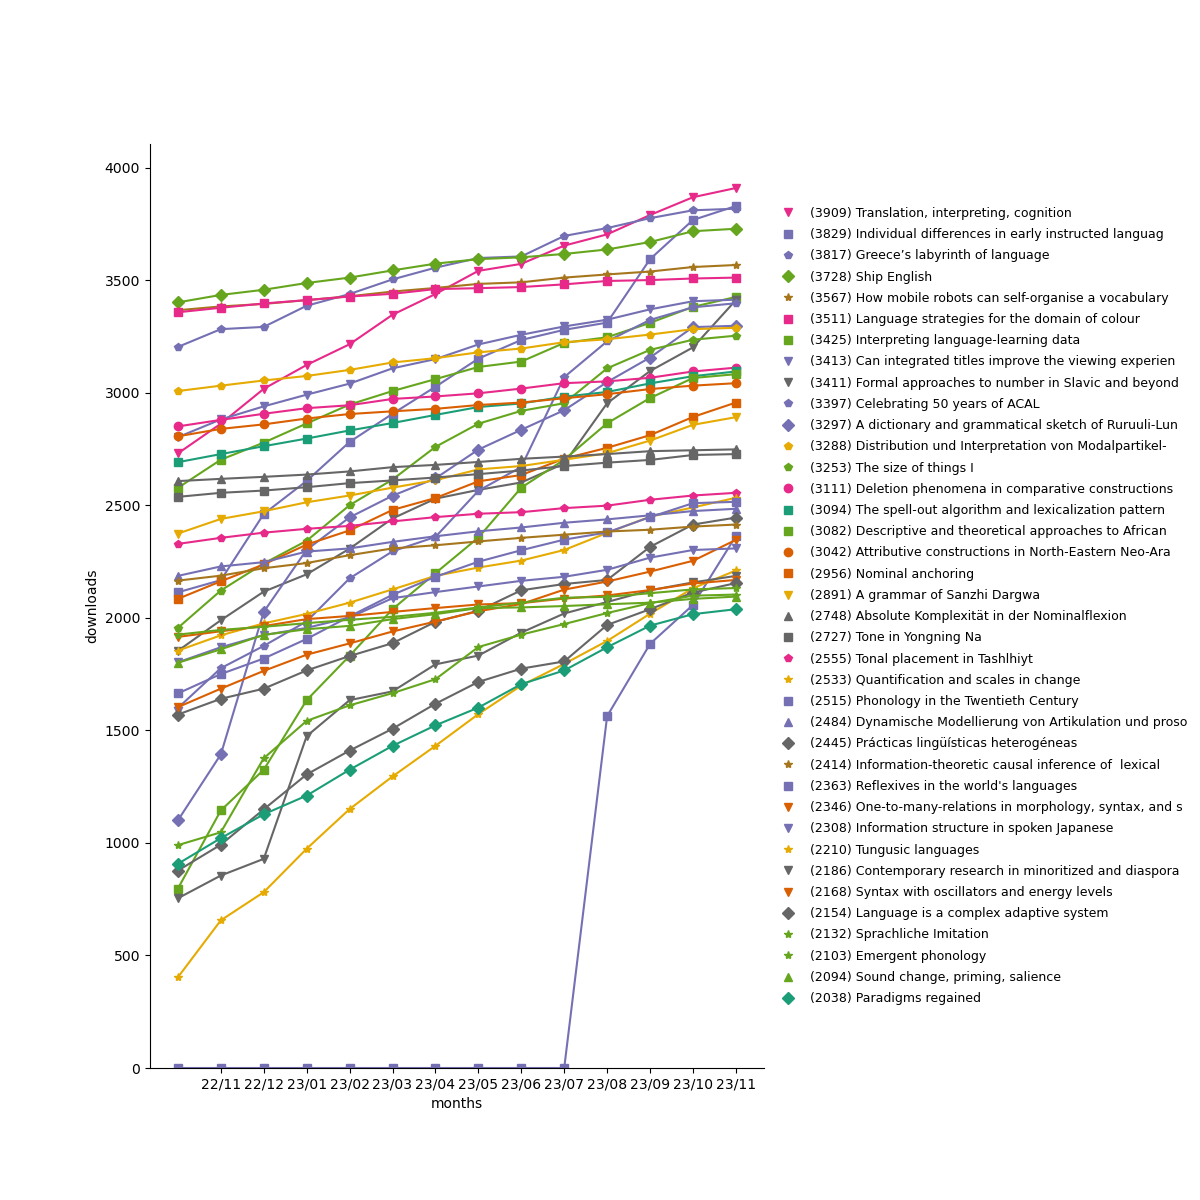 4000
3500
3000
2500
2000
1500
1000
500
0
downloads
22/11 22/12 23/01 23/02 23/03 23/04 23/05 23/06 23/07 23/08 23/09 23/10 23/11
months
(3909) Translation, interpreting, cognition
(3829) Individual differences in early instructed languag
(3817) Greece’s labyrinth of language
(3728) Ship English
(3567) How mobile robots can self-organise a vocabulary
(3511) Language strategies for the domain of colour
(3425) Interpreting language-learning data
(3413) Can integrated titles improve the viewing experien
(3411) Formal approaches to number in Slavic and beyond
(3397) Celebrating 50 years of ACAL
(3297) A dictionary and grammatical sketch of Ruruuli-Lun
(3288) Distribution und Interpretation von Modalpartikel-
(3253) The size of things I
(3111) Deletion phenomena in comparative constructions
(3094) The spell-out algorithm and lexicalization pattern
(3082) Descriptive and theoretical approaches to African
(3042) Attributive constructions in North-Eastern Neo-Ara
(2956) Nominal anchoring
(2891) A grammar of Sanzhi Dargwa
(2748) Absolute Komplexität in der Nominalflexion
(2727) Tone in Yongning Na
(2555) Tonal placement in Tashlhiyt
(2533) Quantification and scales in change
(2515) Phonology in the Twentieth Century
(2484) Dynamische Modellierung von Artikulation und proso
(2445) Prácticas lingüísticas heterogéneas
(2414) Information-theoretic causal inference of  lexical
(2363) Reflexives in the world's languages
(2346) One-to-many-relations in morphology, syntax, and s
(2308) Information structure in spoken Japanese
(2210) Tungusic languages
(2186) Contemporary research in minoritized and diaspora
(2168) Syntax with oscillators and energy levels
(2154) Language is a complex adaptive system
(2132) Sprachliche Imitation
(2103) Emergent phonology
(2094) Sound change, priming, salience
(2038) Paradigms regained